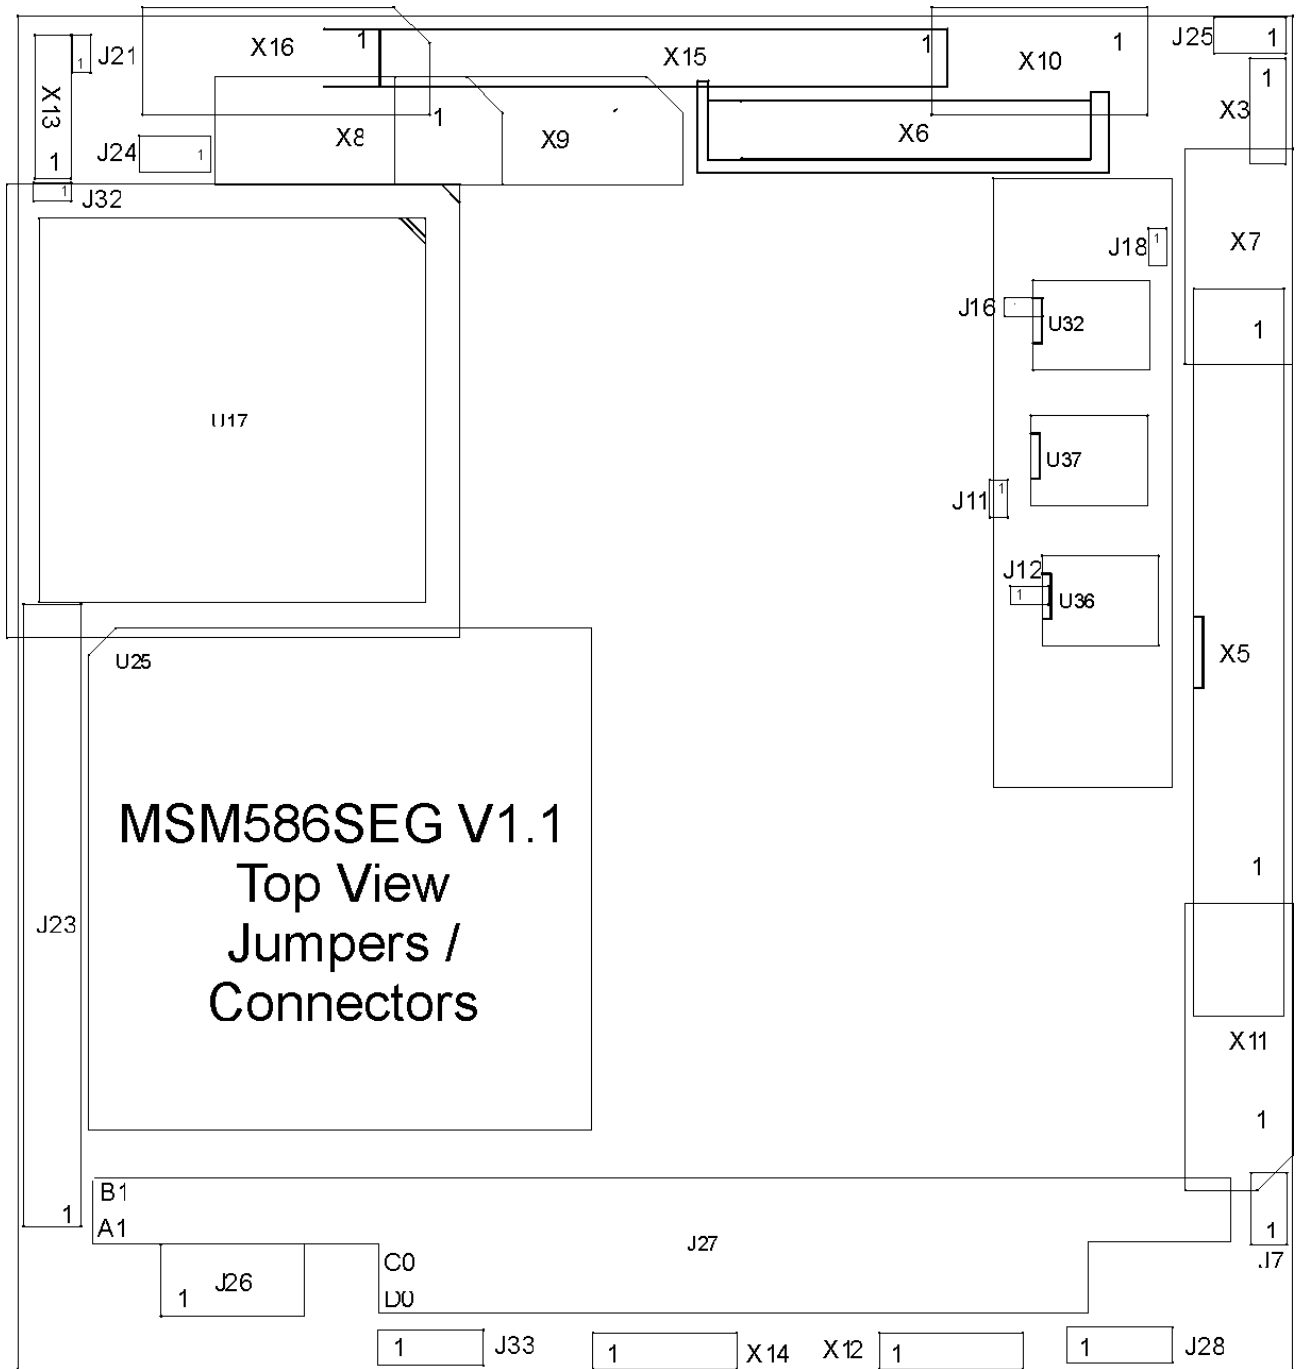 X16
1
X15
1
X10
1
J25
1
J21
1
X13
1
J24
1
X8
1
X9
X6
X3
1
J32
1
J18
1
X7
J16
U32
1
U17
U37
J11
1
J12
1
U36
X5
U25
MSM586SEG V1.1
Top View
Jumpers /
Connectors
1
J23
1
X11
1
B1
A1
J27
1
J7
C0
D0
J26
1
1
J33
1
X14
X12
1
1
J28